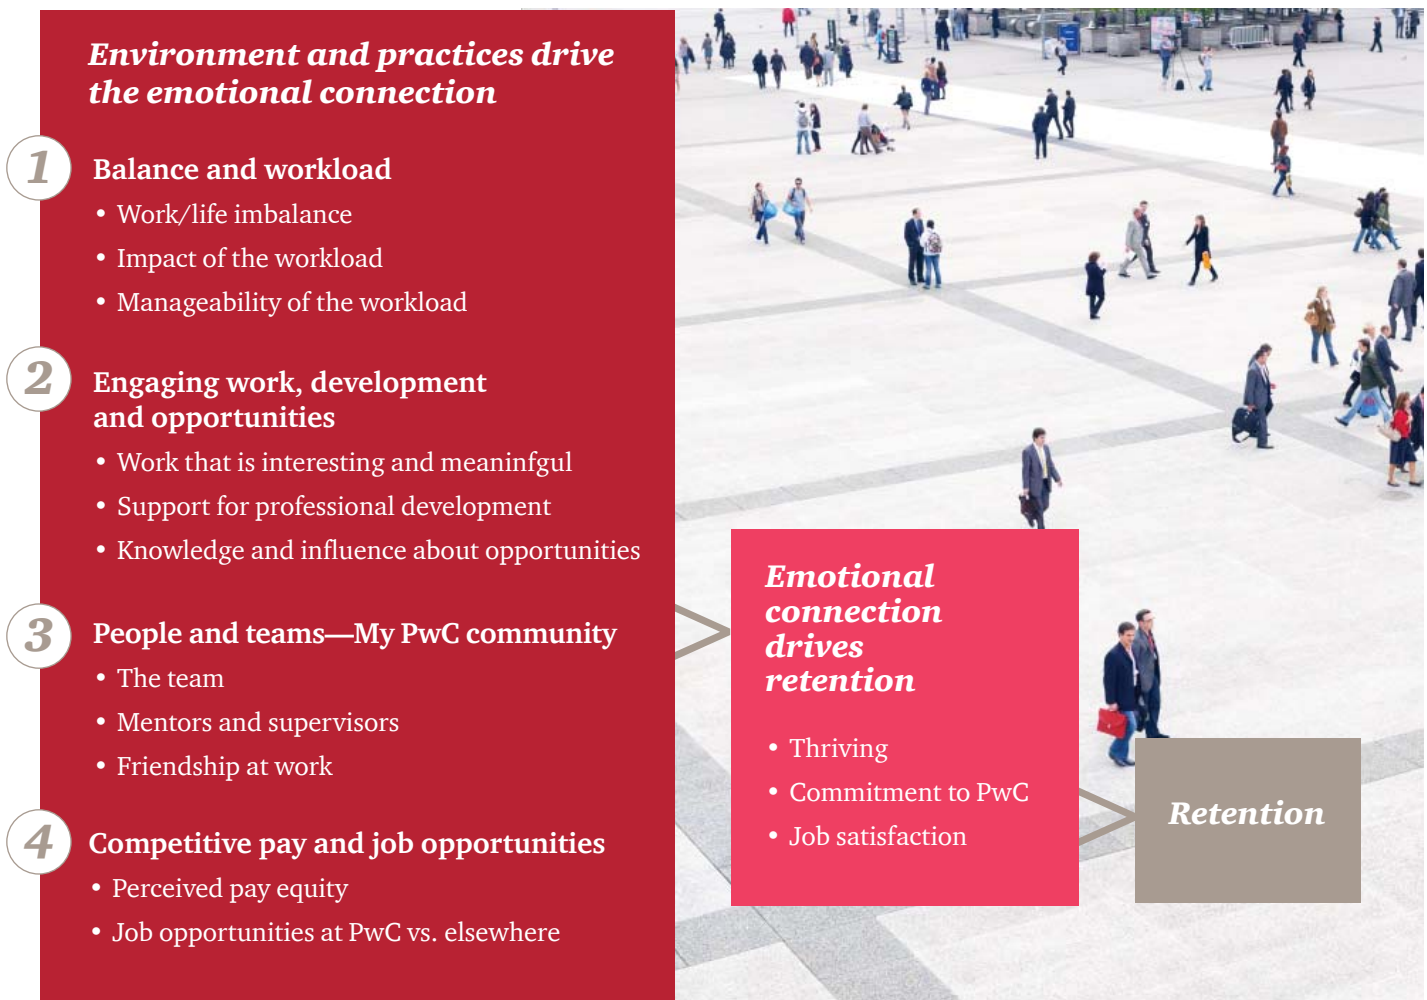 Environment and practices drive
the emotional connection
1
Balance and workload
• Work/life imbalance
• Impact of the workload
• Manageability of the workload
2
Engaging work, development
and opportunities
• Work that is interesting and meaninfgul
• Support for professional development
• Knowledge and influence about opportunities
3
People and teams—My PwC community
• The team
• Mentors and supervisors
• Friendship at work
4
Competitive pay and job opportunities
• Perceived pay equity
• Job opportunities at PwC vs. elsewhere
Emotional
connection
drives
retention
• Thriving
• Commitment to PwC
• Job satisfaction
Retention